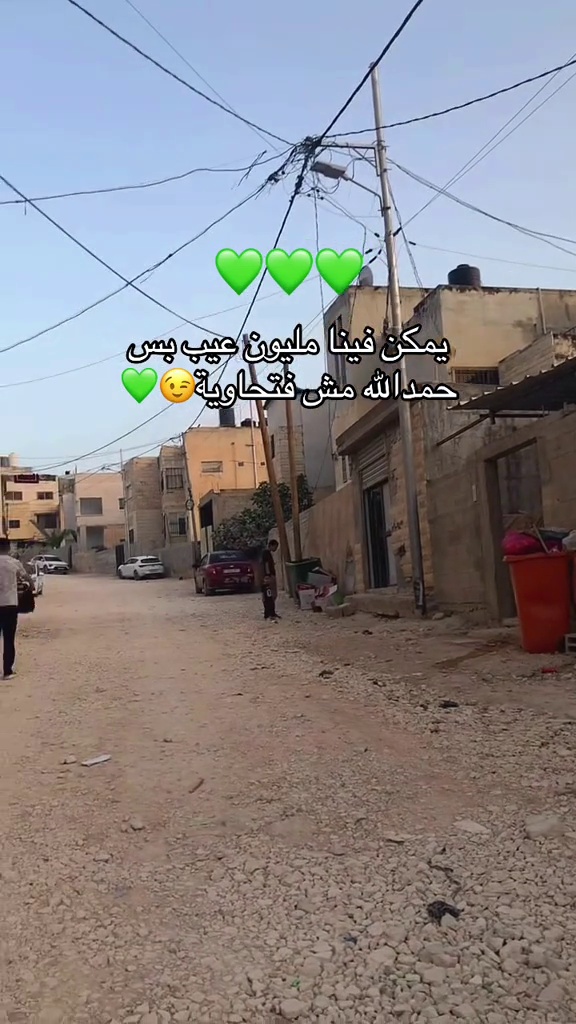 💚💚💚
يمكن فينا مليون عيب بس
حمدالله مش فتحاوية😉💚